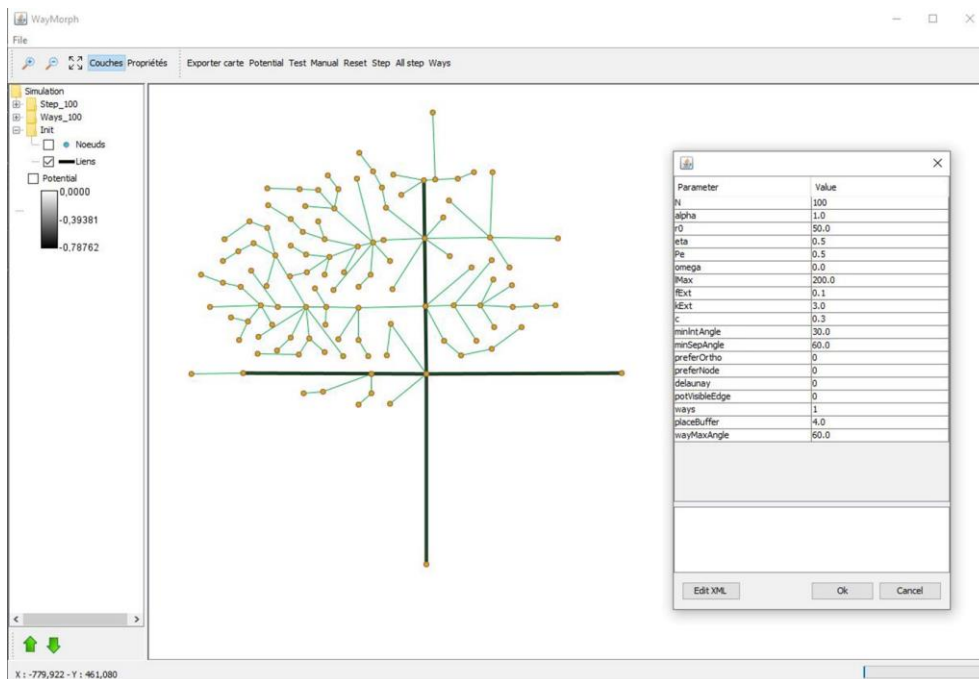 WayMorph
File
Couches Propriétés Exporter carte Potential Test Manual Reset Step All step Ways
Simulation
Step_100
Ways_100
Init
Noeuds
Liens
Potential
0,0000
-0,39381
-0.78762
Parameter Value
N 100
alpha 1.0
r0 50.0
eta 0.5
Pe 0.5
omega 0.0
lMax 200.0
fExt 0.1
kExt 3.0
c 0.3
minIntAngle 30.0
minSepAngle 60.0
preferOrtho 0
preferNode 0
delaunay 0
potVisibleEdge 0
ways 1
placeBuffer 4.0
wayMaxAngle 60.0
Edit XML Ok Cancel
X : -779,922 - Y : 461,080